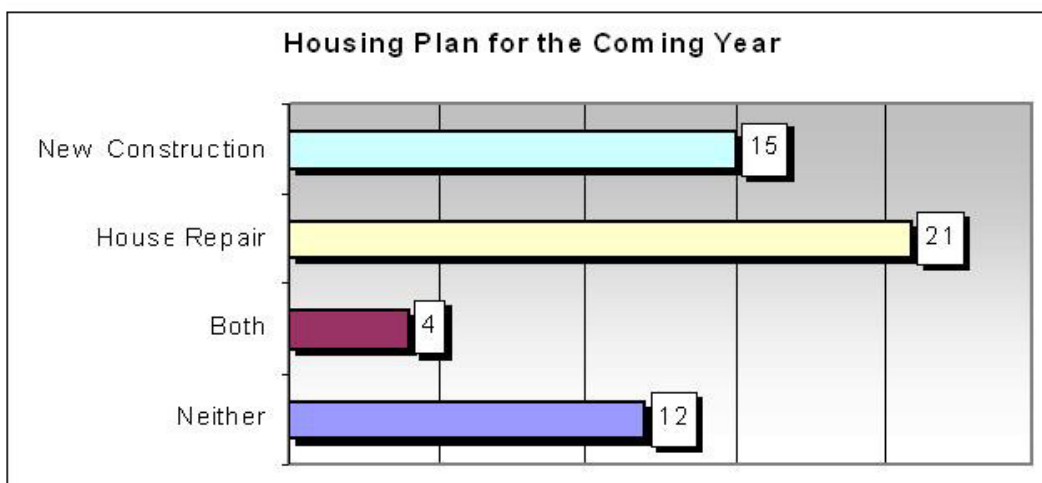 Housing Plan for the Coming Year
New Construction
15
House Repair
21
Both
4
Neither
12